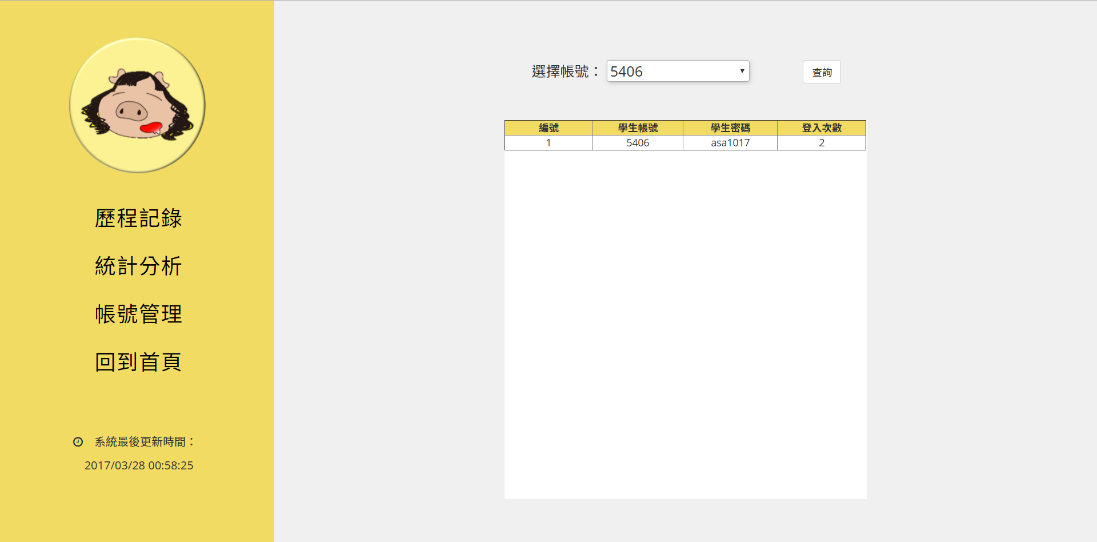 歷程記錄
統計分析
帳號管理
回到首頁
系統最後更新時間：
2017/03/28 00:58:25
選擇帳號： 5406 查詢
編號 學生帳號 學生密碼 登入次數
1 5406 asa1017 2